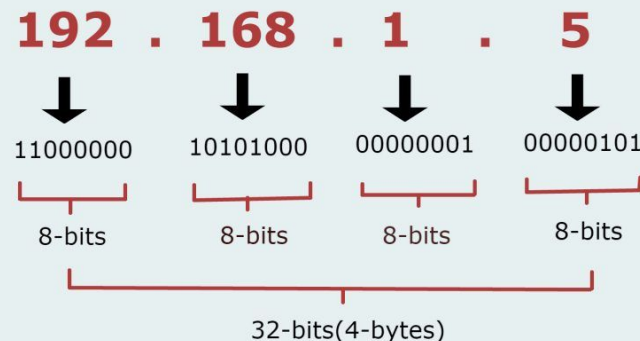 192 . 168 . 1 . 5
11000000 10101000 00000001 00000101
8-bits 8-bits 8-bits 8-bits
32-bits(4-bytes)